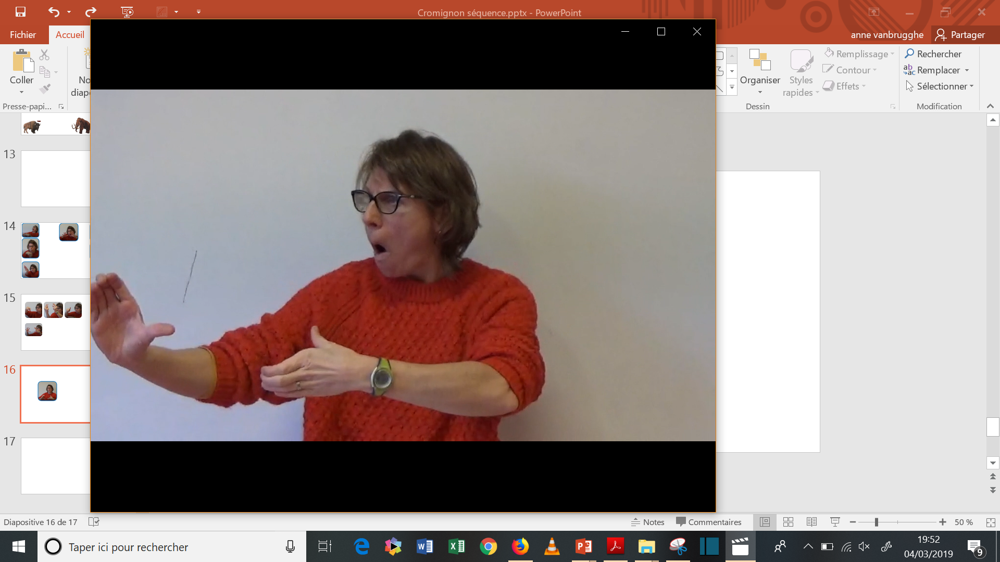 Cromignon séquence.pptx - PowerPoint
Fichier
Accueil
anne vanbrugghe
Partager
Coller
No
diap
Presse-papi...
Organiser
Styles
rapides
Remplissage
Contour
Effets
Dessin
Rechercher
Remplacer
Sélectionner
Modification
13
14
15
16
17
Diapositive 16 de 17
Notes
Commentaires
50 %
Taper ici pour rechercher
19:52
04/03/2019
9